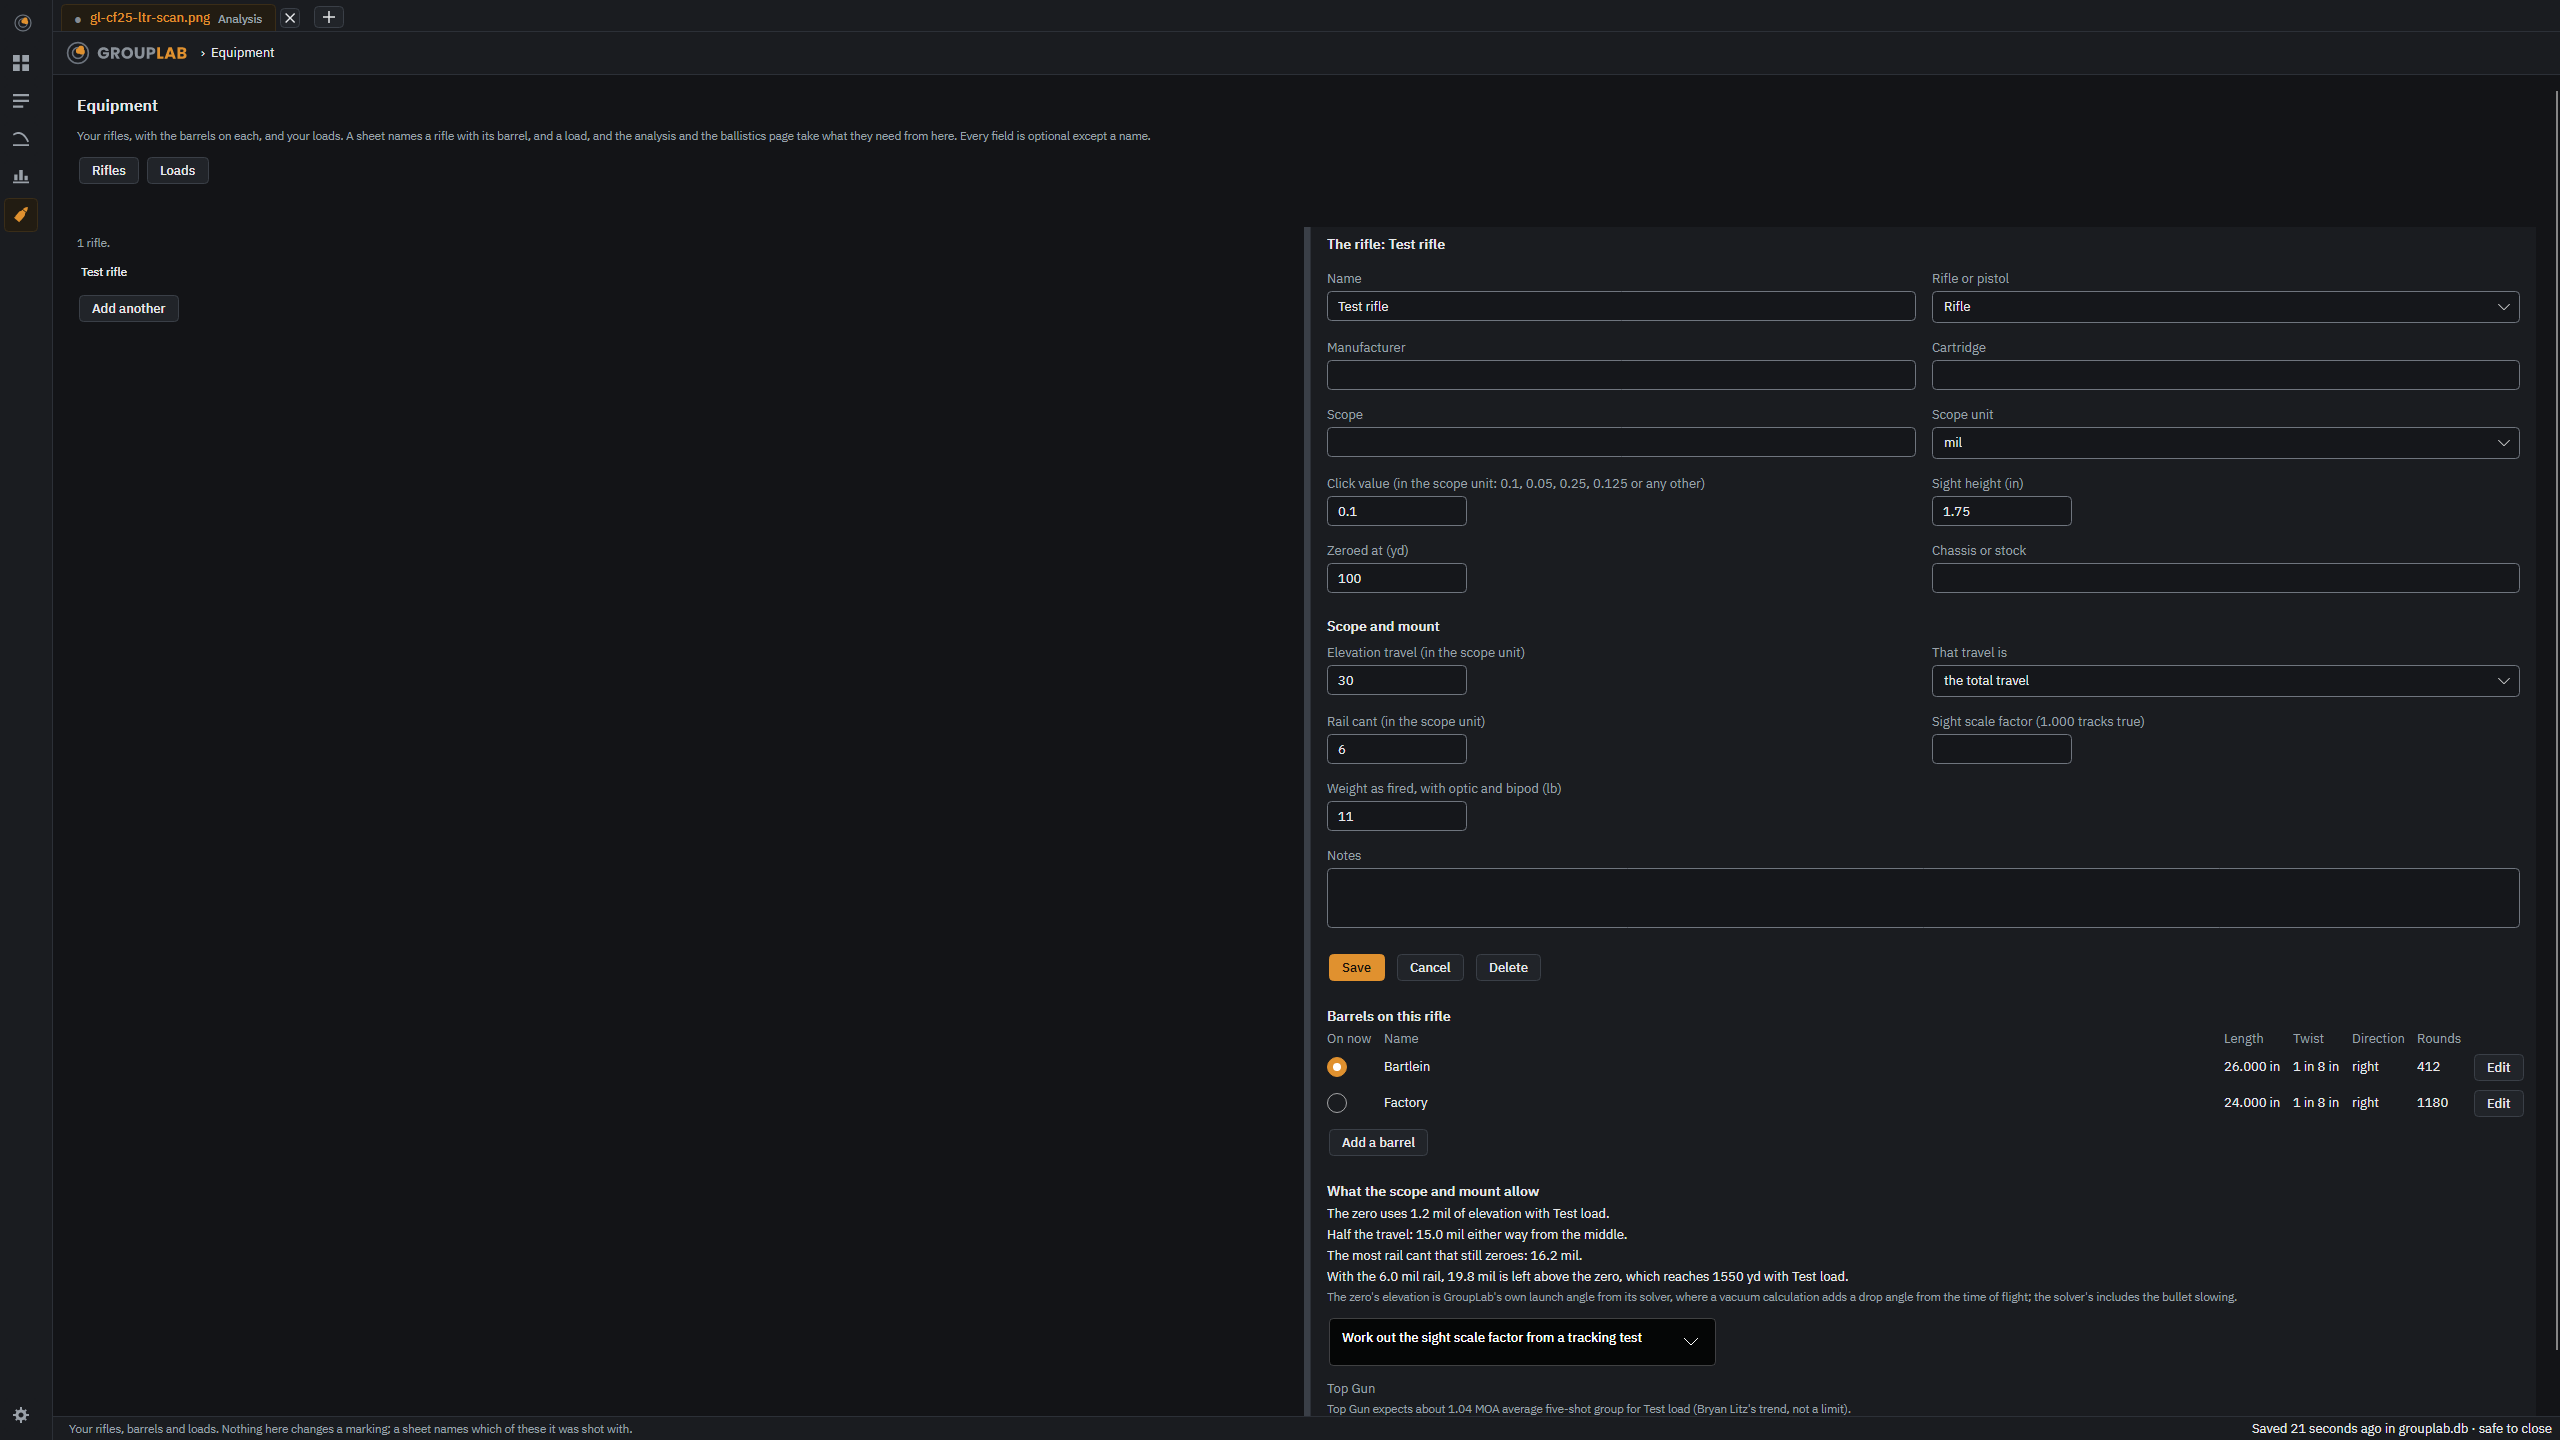 gl-cf25-ltr-scan.png Analysis
GROUPLAB › Equipment
Equipment
Your rifles, with the barrels on each, and your loads. A sheet names a rifle with its barrel, and a load, and the analysis and the ballistics page take what they need from here. Every field is optional except a name.
Rifles Loads
1 rifle.
Test rifle
Add another
The rifle: Test rifle
Name Rifle or pistol
Test rifle Rifle
Manufacturer Cartridge
Scope Scope unit
mil
Click value (in the scope unit: 0.1, 0.05, 0.25, 0.125 or any other) Sight height (in)
0.1 1.75
Zeroed at (yd) Chassis or stock
100
Scope and mount
Elevation travel (in the scope unit) That travel is
30 the total travel
Rail cant (in the scope unit) Sight scale factor (1.000 tracks true)
6
Weight as fired, with optic and bipod (lb)
11
Notes
Save Cancel Delete
Barrels on this rifle
On now Name Length Twist Direction Rounds
Bartlein 26.000 in 1 in 8 in right 412 Edit
Factory 24.000 in 1 in 8 in right 1180 Edit
Add a barrel
What the scope and mount allow
The zero uses 1.2 mil of elevation with Test load.
Half the travel: 15.0 mil either way from the middle.
The most rail cant that still zeroes: 16.2 mil.
With the 6.0 mil rail, 19.8 mil is left above the zero, which reaches 1550 yd with Test load.
The zero's elevation is GroupLab's own launch angle from its solver, where a vacuum calculation adds a drop angle from the time of flight; the solver's includes the bullet slowing.
Work out the sight scale factor from a tracking test
Top Gun
Top Gun expects about 1.04 MOA average five-shot group for Test load (Bryan Litz's trend, not a limit).
Your rifles, barrels and loads. Nothing here changes a marking; a sheet names which of these it was shot with.
Saved 21 seconds ago in grouplab.db · safe to close